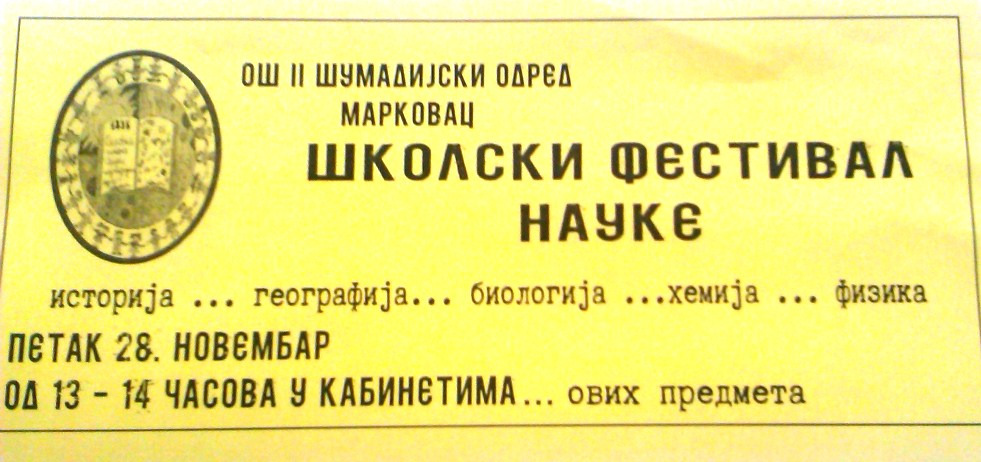 ОШ II ШУМАДИЈСКИ ОДРЕД
МАРКОВАЦ
ШКОЛСКИ ФЕСТИВАЛ
НАУКЕ
историја ... географија... биологија ...хемија ... физика
ПЕТАК 28. НОВЕМБАР
ОД 13 - 14 ЧАСОВА У КАБИНЕТИМА... ових предмета